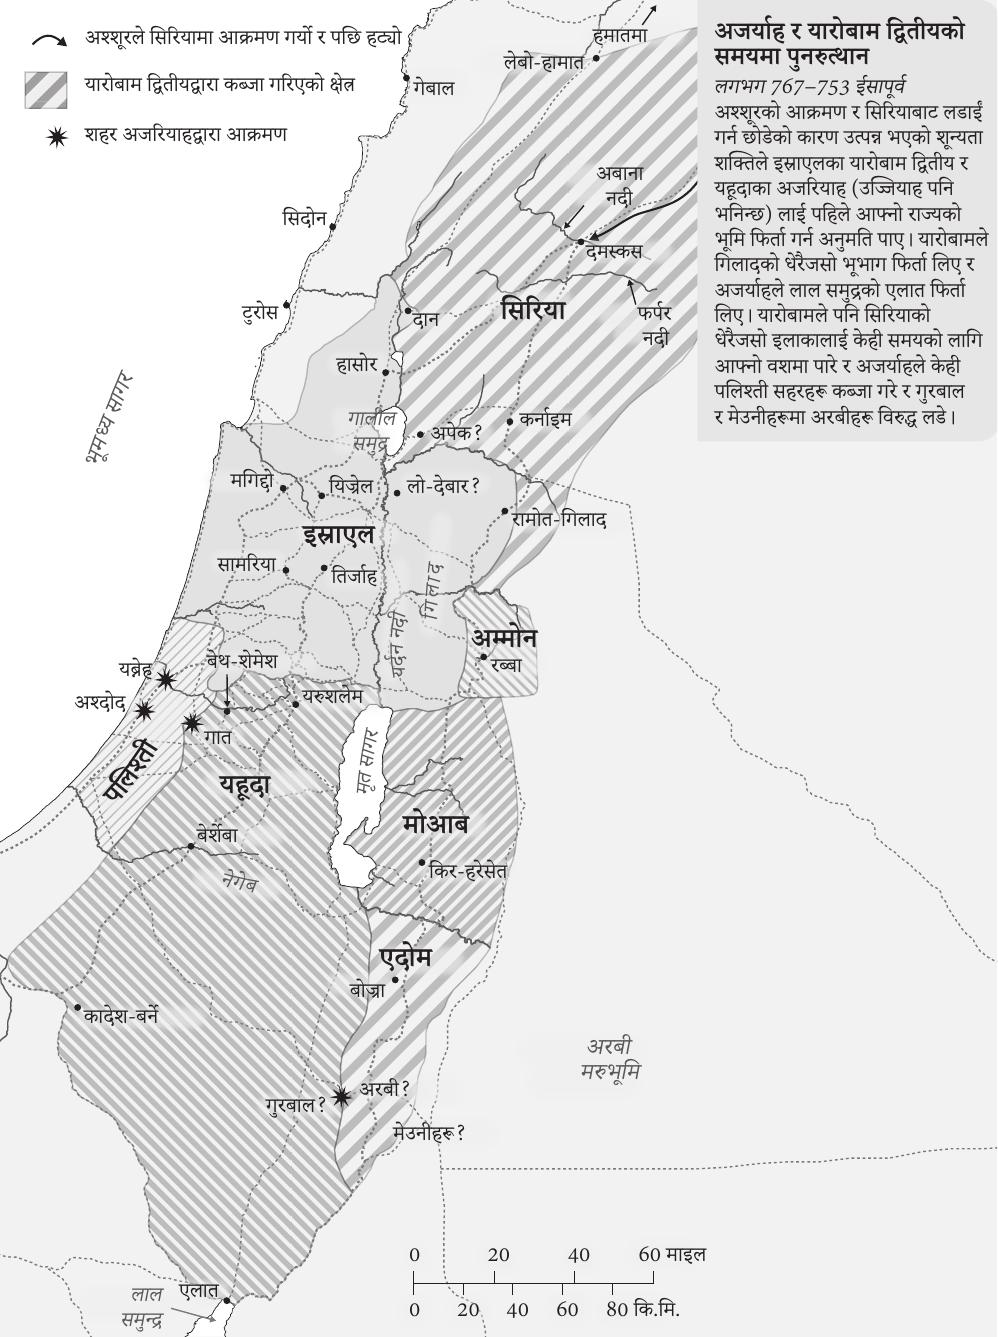 अश्शूरले सिरियामा आक्रमण गर्यो र पछि हट्यो
यारोबाम द्वितीयद्वारा कब्जा गरिएको क्षेत्र
शहर अजरियाहद्वारा आक्रमण
अजर्याह र यारोबाम द्वितीयको
समयमा पुनरुत्थान
लगभग 767–753 ईसापूर्व
अश्शूरको आक्रमण र सिरियाबाट लडाईं
गर्न छोडेको कारण उत्पन्न भएको शून्यता
शक्तिले इस्राएलका यारोबाम द्वितीय र
यहूदाका अजरियाह (उज्जियाह पनि
भनिन्छ) लाई पहिले आफ्नो राज्यको
भूमि फिर्ता गर्न अनुमति पाए। यारोबामले
गिलादको धेरैजसो भूभाग फिर्ता लिए र
अजर्याहले लाल समुद्रको एलात फिर्ता
लिए। यारोबामले पनि सिरियाको
धेरैजसो इलाकालाई केही समयको लागि
आफ्नो वशमा पारे र अजर्याहले केही
पलिश्ती सहरहरू कब्जा गरे र गुरबाल
र मेउनीहरूमा अरबीहरू विरुद्ध लडे।
हमातमा
लेबो-हामात
गेबाल
अबाना
नदी
सिदोन
दमस्कस
टुरोस
दान
सिरिया
फर्पर
नदी
हासोर
भूमध्य सागर
गालील
समुद्र
अपेक?
कर्नाइम
मगिद्दो
यिज्रेल
लो-देबार?
रामोत-गिलाद
इस्राएल
सामरिया
तिर्जाह
गिलाद
यर्दन नदी
अम्मोन
रब्बा
यब्नेह
बेथ-शेमेश
यरुशलेम
अश्दोद
गात
पलिश्ती
यहूदा
मृत सागर
मोआब
बेर्शेबा
किर-हरेसेत
नेगेब
एदोम
बोज्रा
कादेश-बर्ने
अरबी
मरुभूमि
अरबी?
गुरबाल?
मेउनीहरू?
0 20 40 60 माइल
0 20 40 60 80 कि.मि.
एलात
लाल
समुन्द्र